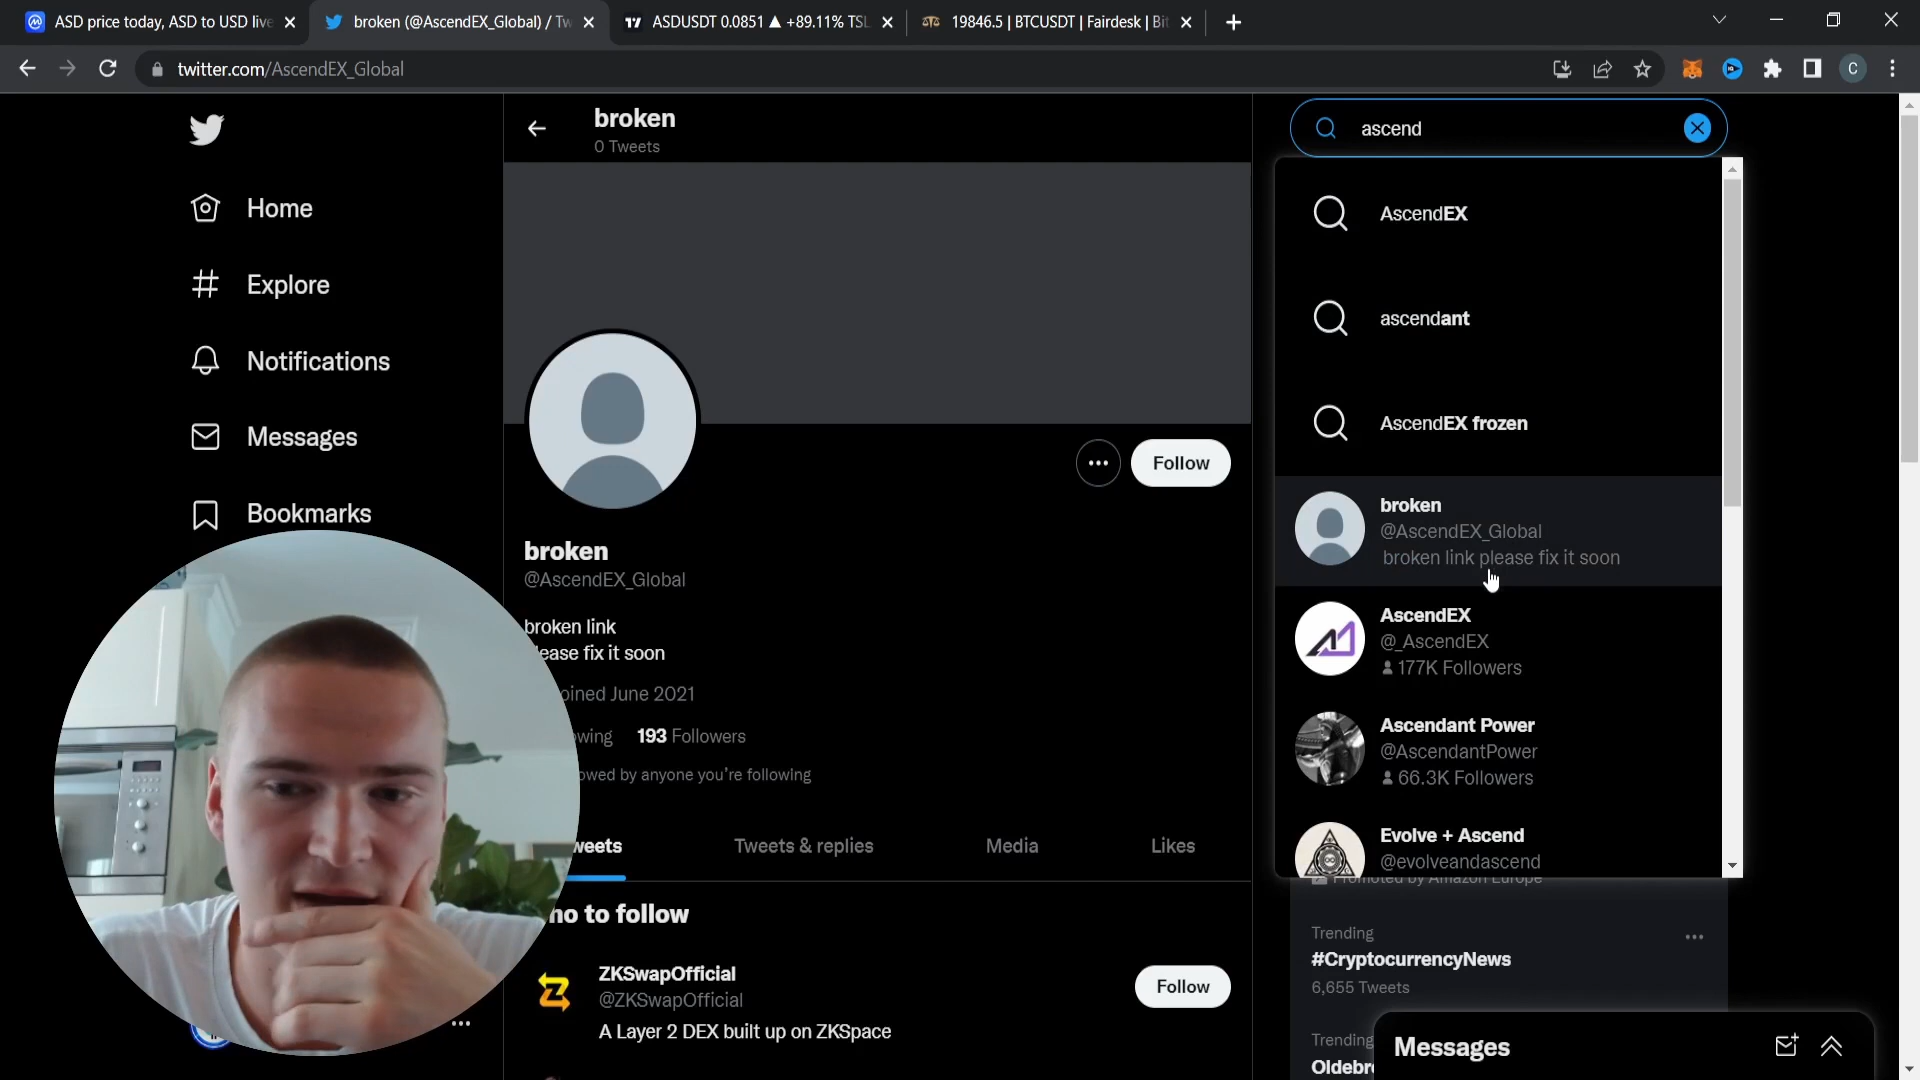 ASD price today, ASD to USD live
broken (@AscendEX_Global) / Tw
ASDUSDT 0.0851 ▲ +89.11% TSL
19846.5 | BTCUSDT | Fairdesk | Bit
twitter.com/AscendEX_Global
C
Home
Explore
Notifications
Messages
Bookmarks
broken
0 Tweets
Follow
broken
@AscendEX_Global
broken link
ease fix it soon
oined June 2021
wing 193 Followers
owed by anyone you're following
weets
Tweets & replies
Media
Likes
ho to follow
ZKSwapOfficial
@ZKSwapOfficial
A Layer 2 DEX built up on ZKSpace
Follow
ascend
AscendEX
ascendant
AscendEX frozen
broken
@AscendEX_Global
broken link please fix it soon
AscendEX
@_AscendEX
177K Followers
Ascendant Power
@AscendantPower
66.3K Followers
Evolve + Ascend
@evolveandascend
Promoted by Amazon Europe
Trending
#CryptocurrencyNews
6,655 Tweets
Trending
Oldebr
Messages